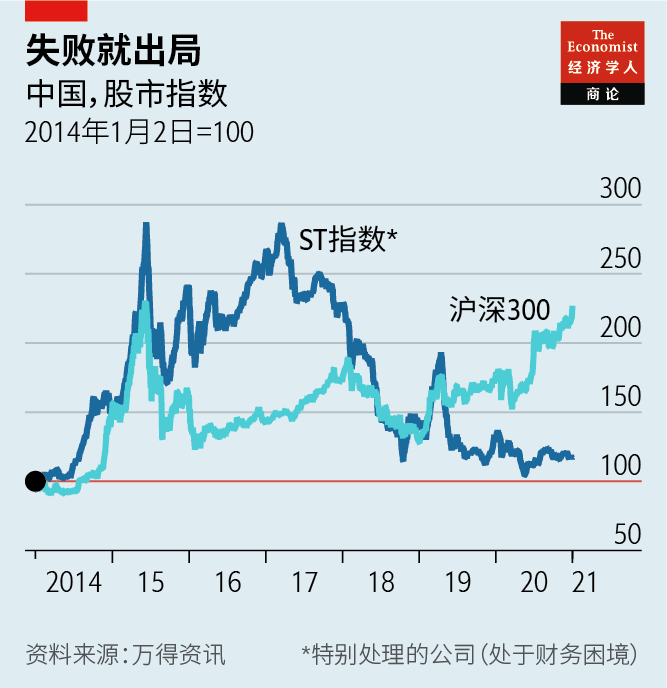 失败就出局
中国，股市指数
2014年1月2日=100
The
Economist
经济学人
商论
300
ST指数*
250
沪深300
200
150
100
50
2014 15 16 17 18 19 20 21
资料来源：万得资讯 *特别处理的公司（处于财务困境）